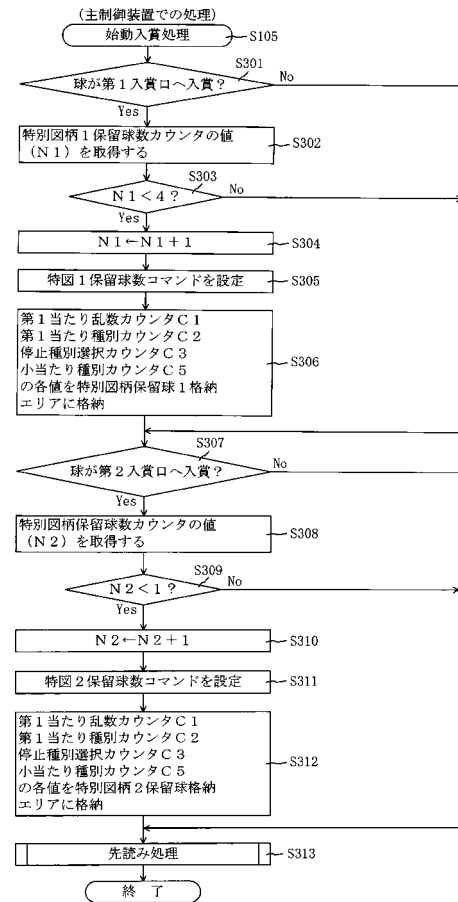 (主制御装置での処理)
始動入賞処理
S105
S301
球が第1入賞口へ入賞?
No
Yes
特別図柄1保留球数カウンタの値
(N1)を取得する
S302
S303
N1<4?
No
Yes
N1←N1+1
S304
特図1保留球数コマンドを設定
S305
第1当たり乱数カウンタC1
第1当たり種別カウンタC2
停止種別選択カウンタC3
小当たり種別カウンタC5
の各値を特別図柄保留球1格納
エリアに格納
S306
S307
球が第2入賞口へ入賞?
No
Yes
特別図柄保留球数カウンタの値
(N2)を取得する
S308
S309
N2<1?
No
Yes
N2←N2+1
S310
特図2保留球数コマンドを設定
S311
第1当たり乱数カウンタC1
第1当たり種別カウンタC2
停止種別選択カウンタC3
小当たり種別カウンタC5
の各値を特別図柄2保留球格納
エリアに格納
S312
先読み処理
S313
終 了